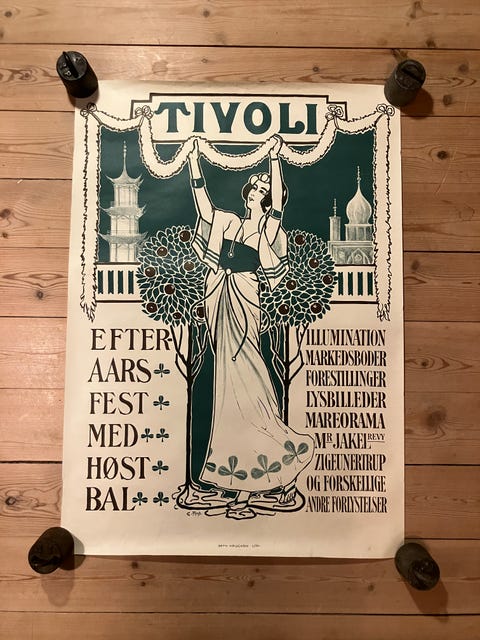 TIVOLI
EFTER
AARS
FEST
MED
HØST
BAL
ILLUMINATION
MARKEDSBODER
FORESTILLINGER
LYSBILLEDER
MAREORAMA
MR JAKEL REVY
ZIGEUNERTRUP
OG FORSKELLIGE
ANDRE FORLYSTELSER